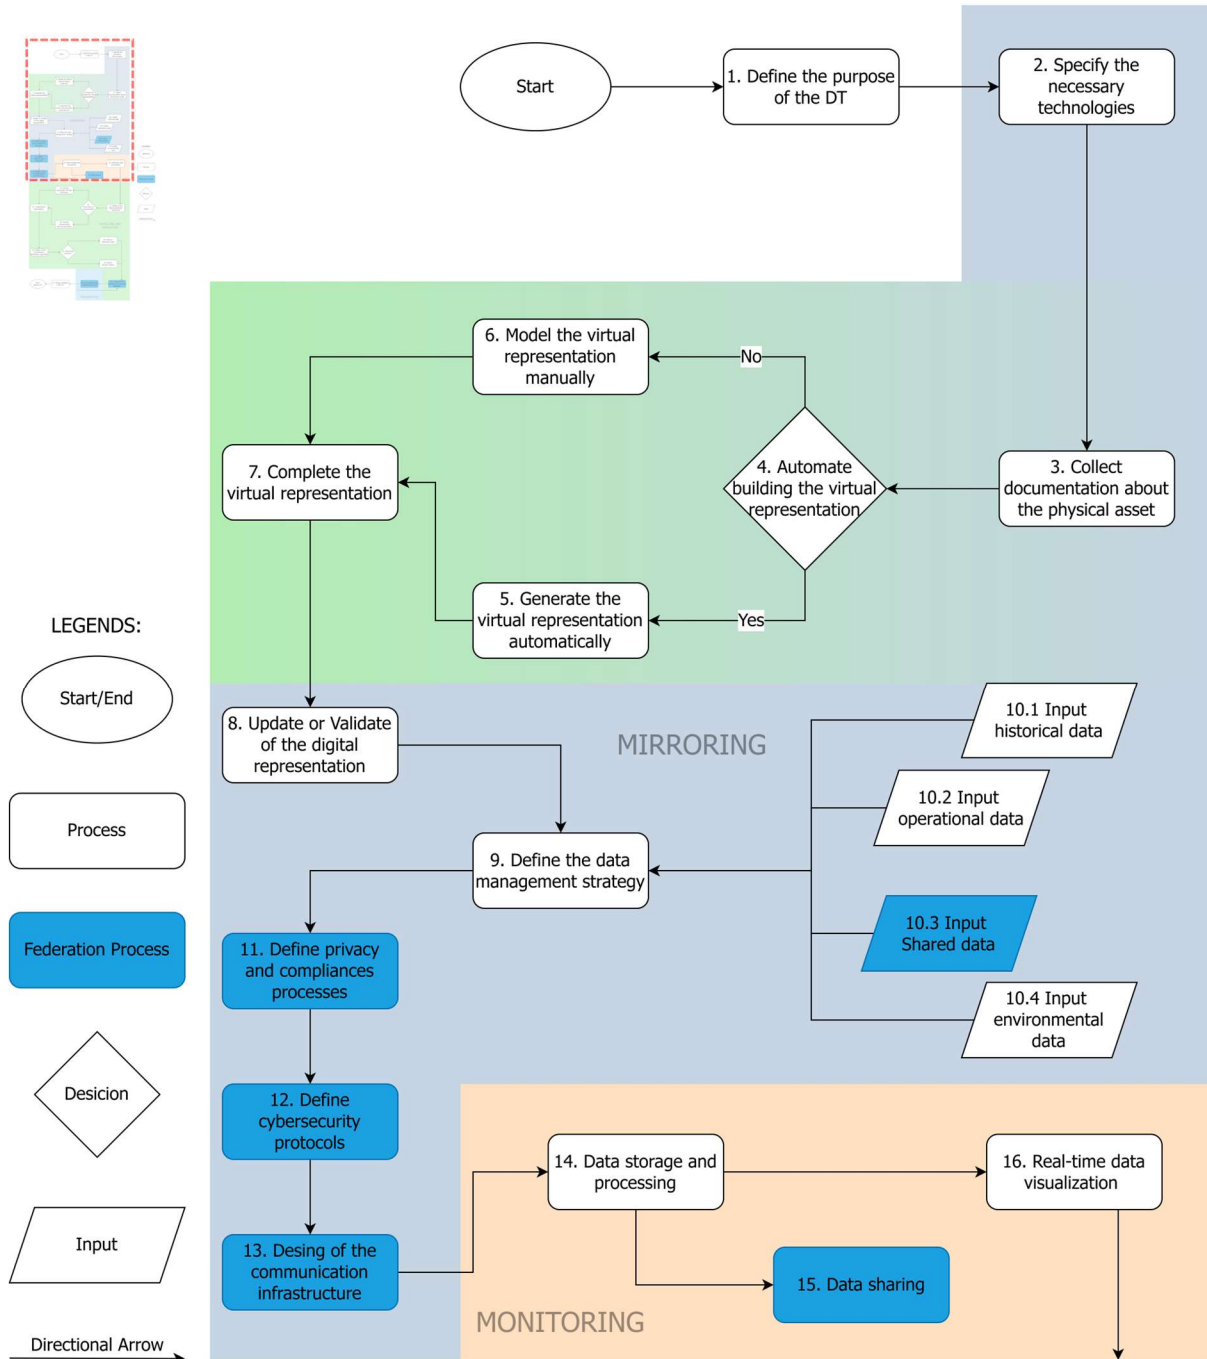 Start
1. Define the purpose
of the DT
2. Specify the
necessary
technologies
6. Model the virtual
representation
manually
No
7. Complete the
virtual representation
4. Automate
building the virtual
representation
3. Collect
documentation about
the physical asset
5. Generate the
virtual representation
automatically
Yes
LEGENDS:
Start/End
Process
Federation Process
Desicion
Input
Directional Arrow
8. Update or Validate
of the digital
representation
MIRRORING
10.1 Input
historical data
10.2 Input
operational data
9. Define the data
management strategy
10.3 Input
Shared data
10.4 Input
environmental
data
11. Define privacy
and compliances
processes
12. Define
cybersecurity
protocols
13. Desing of the
communication
infrastructure
14. Data storage and
processing
16. Real-time data
visualization
15. Data sharing
MONITORING